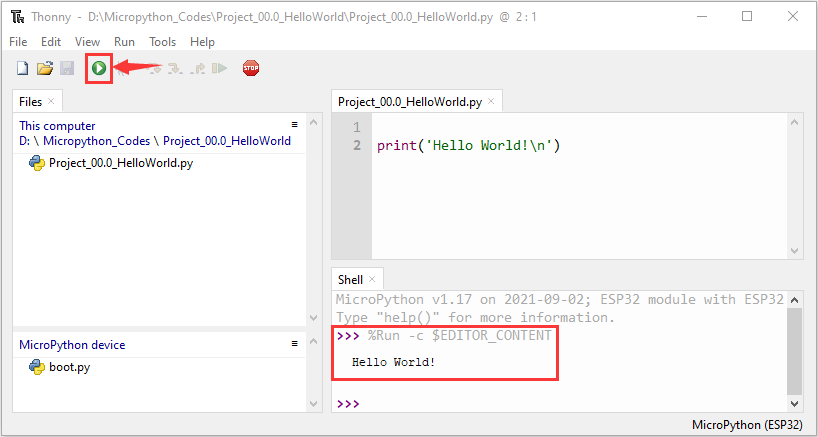 Thonny - D:\Micropython_Codes\Project_00.0_HelloWorld\Project_00.0_HelloWorld.py @ 2 : 1
File Edit View Run Tools Help
STOP
Files
This computer
D: \ Micropython_Codes \ Project_00.0_HelloWorld
Project_00.0_HelloWorld.py
MicroPython device
boot.py
Project_00.0_HelloWorld.py
1
2 print('Hello World!\n')
Shell
MicroPython v1.17 on 2021-09-02; ESP32 module with ESP32
Type "help()" for more information.
>>> %Run -c $EDITOR_CONTENT
Hello World!
>>>
MicroPython (ESP32)